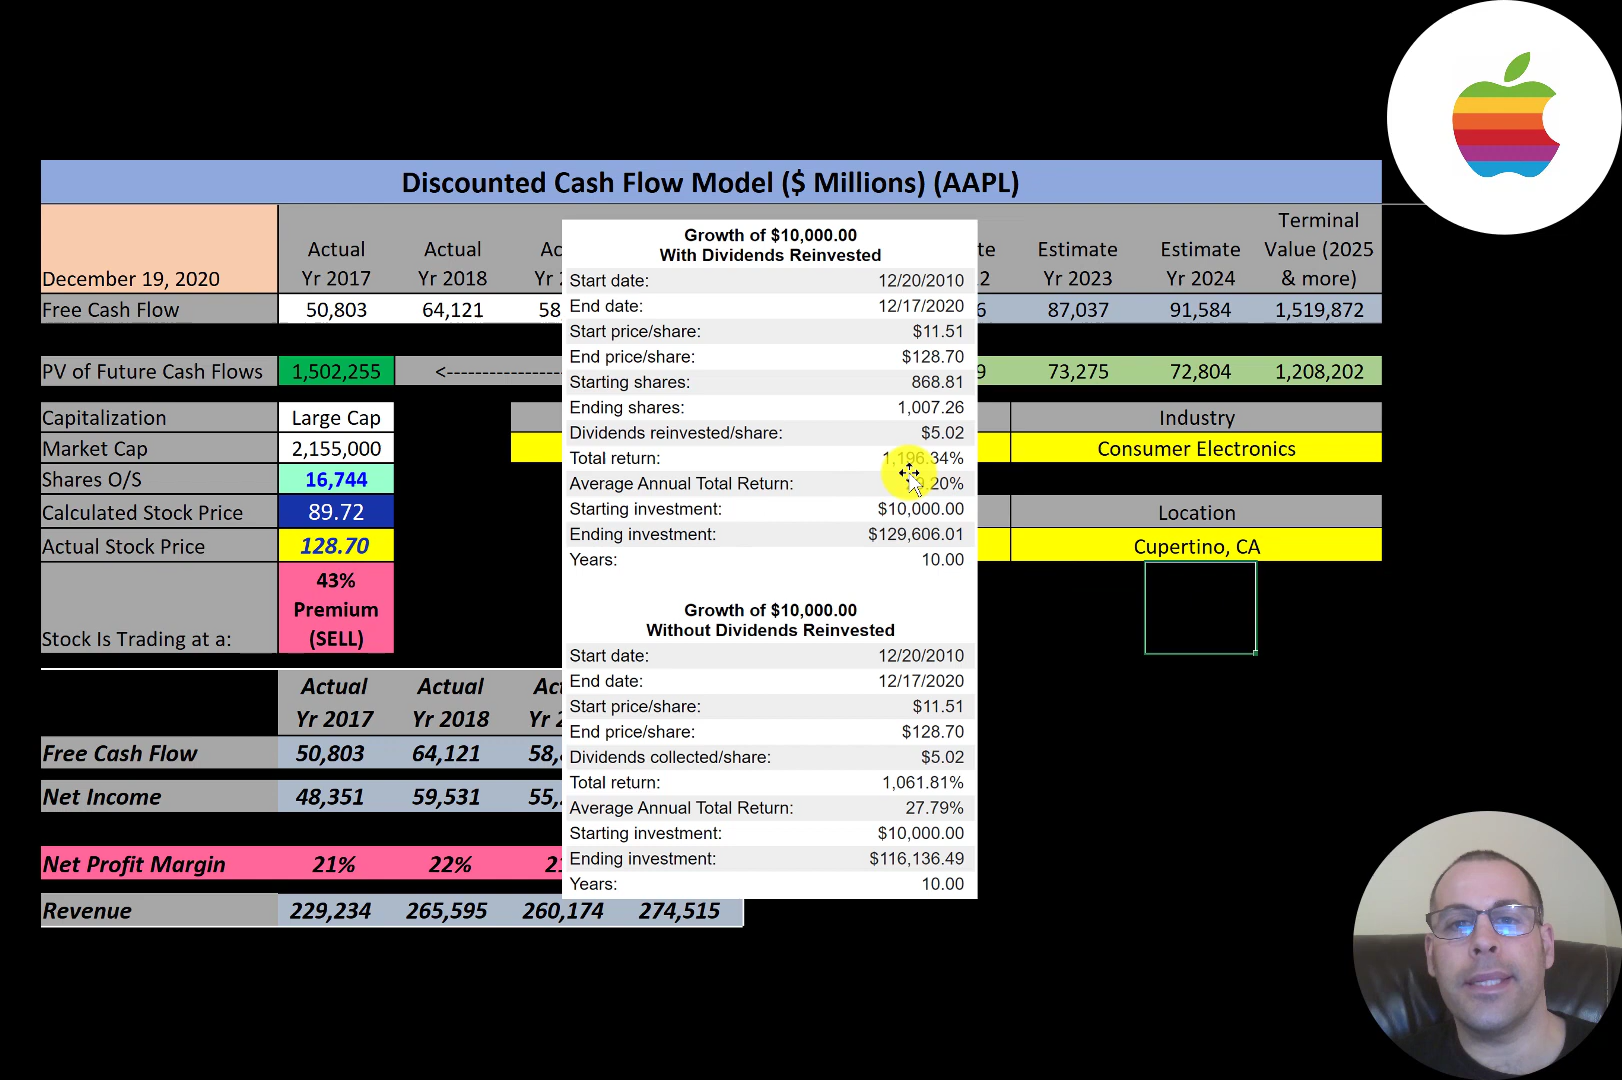 Discounted Cash Flow Model ($ Millions) (AAPL)
December 19, 2020
Actual Yr 2017
Actual Yr 2018
Estimate Yr 2023
Estimate Yr 2024
Terminal Value (2025 & more)
Free Cash Flow 50,803 64,121 58 6 87,037 91,584 1,519,872
PV of Future Cash Flows 1,502,255 <-------------- 9 73,275 72,804 1,208,202
Capitalization Large Cap
Industry
Market Cap 2,155,000
Consumer Electronics
Shares O/S 16,744
Calculated Stock Price 89.72
Location
Actual Stock Price 128.70
Cupertino, CA
Stock Is Trading at a: 43% Premium (SELL)
Growth of $10,000.00
With Dividends Reinvested
Start date: 12/20/2010
End date: 12/17/2020
Start price/share: $11.51
End price/share: $128.70
Starting shares: 868.81
Ending shares: 1,007.26
Dividends reinvested/share: $5.02
Total return: 1,196.34%
Average Annual Total Return: .20%
Starting investment: $10,000.00
Ending investment: $129,606.01
Years: 10.00
Growth of $10,000.00
Without Dividends Reinvested
Start date: 12/20/2010
End date: 12/17/2020
Start price/share: $11.51
End price/share: $128.70
Dividends collected/share: $5.02
Total return: 1,061.81%
Average Annual Total Return: 27.79%
Starting investment: $10,000.00
Ending investment: $116,136.49
Years: 10.00
Actual Yr 2017
Actual Yr 2018
Free Cash Flow 50,803 64,121 58,
Net Income 48,351 59,531 55,
Net Profit Margin 21% 22% 2
Revenue 229,234 265,595 260,174 274,515